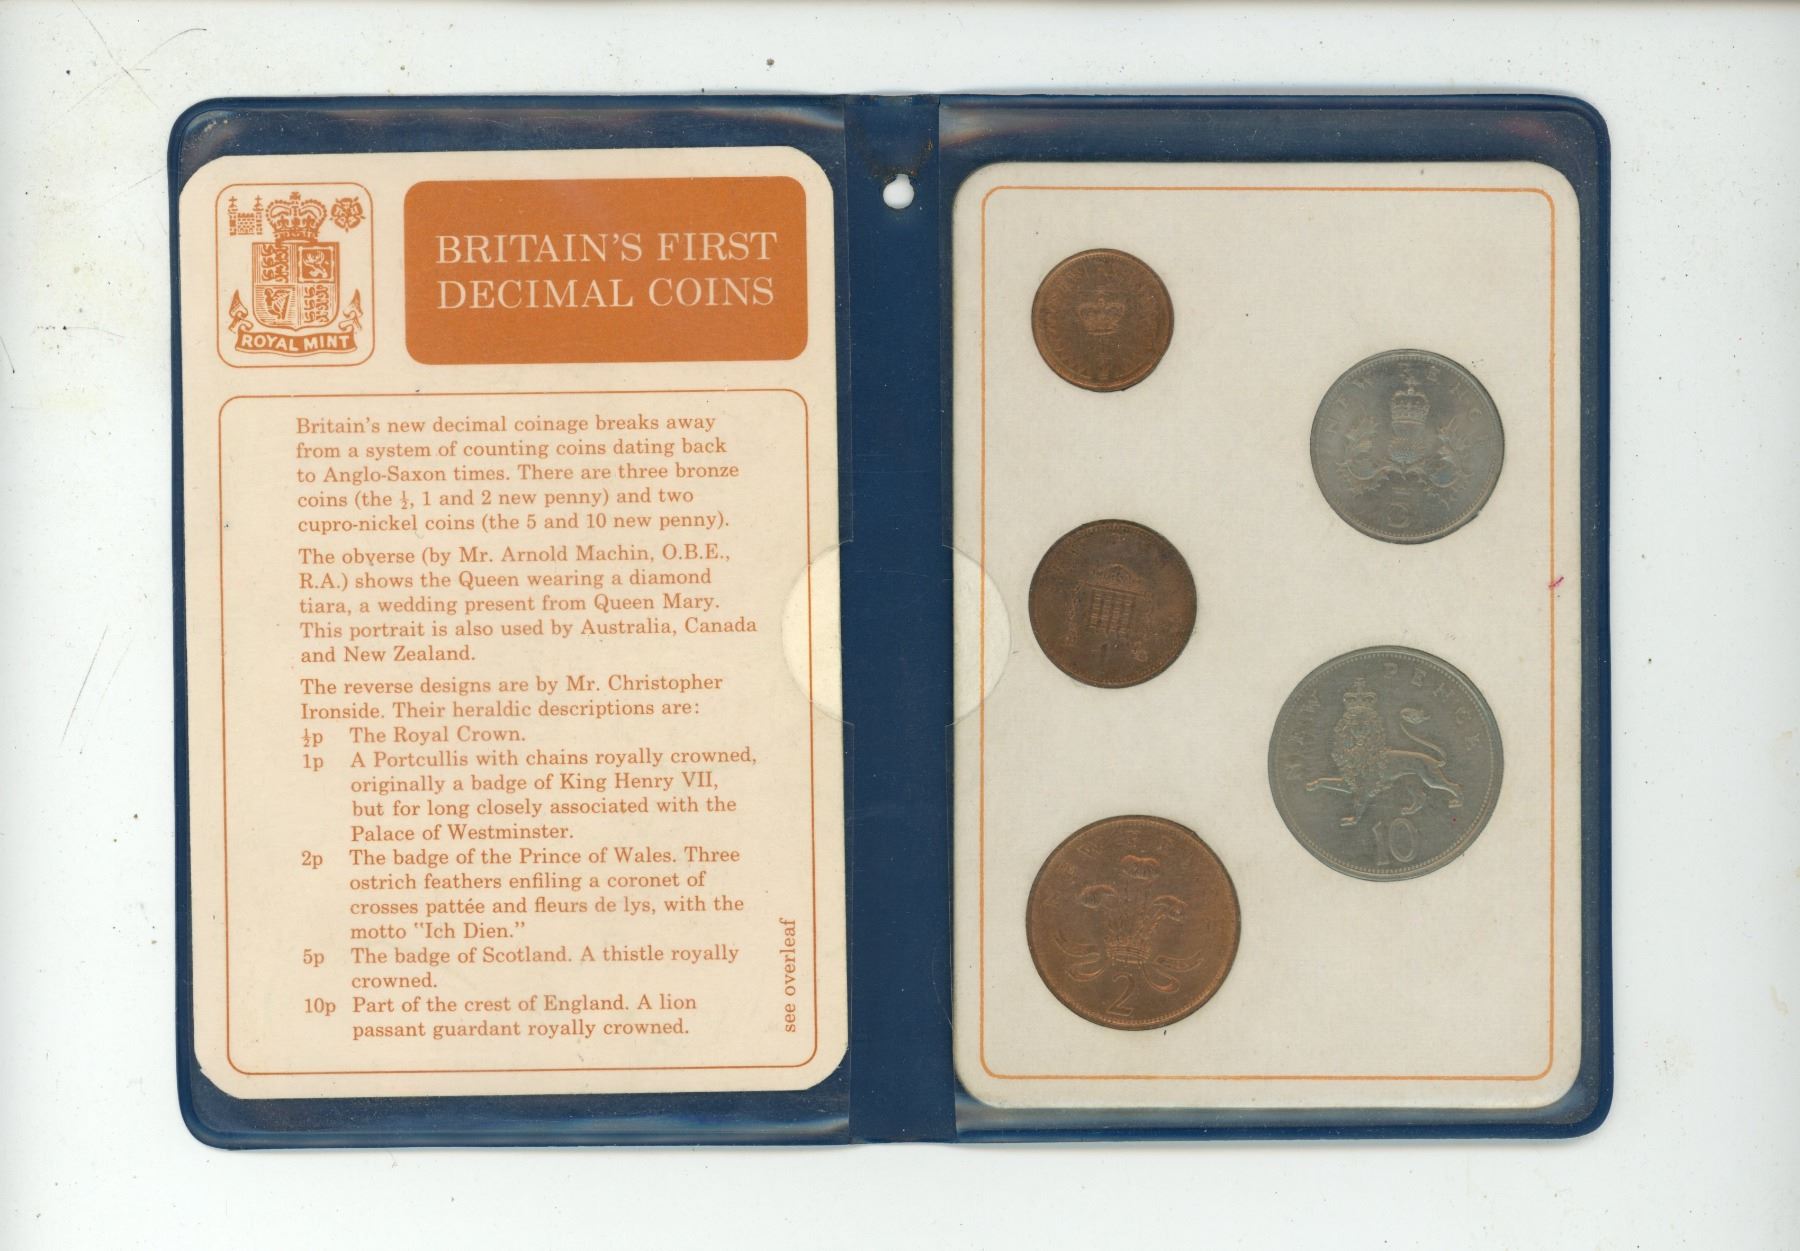 ROYAL MINT
BRITAIN'S FIRST
DECIMAL COINS
Britain's new decimal coinage breaks away
from a system of counting coins dating back
to Anglo-Saxon times. There are three bronze
coins (the ½, 1 and 2 new penny) and two
cupro-nickel coins (the 5 and 10 new penny).
The obverse (by Mr. Arnold Machin, O.B.E.,
R.A.) shows the Queen wearing a diamond
tiara, a wedding present from Queen Mary.
This portrait is also used by Australia, Canada
and New Zealand.
The reverse designs are by Mr. Christopher
Ironside. Their heraldic descriptions are:
½p The Royal Crown.
1p A Portcullis with chains royally crowned,
originally a badge of King Henry VII,
but for long closely associated with the
Palace of Westminster.
2p The badge of the Prince of Wales. Three
ostrich feathers enfiling a coronet of
crosses pattée and fleurs de lys, with the
motto "Ich Dien."
5p The badge of Scotland. A thistle royally
crowned.
10p Part of the crest of England. A lion
passant guardant royally crowned.
see overleaf
5
1
NEW PENCE
10
2